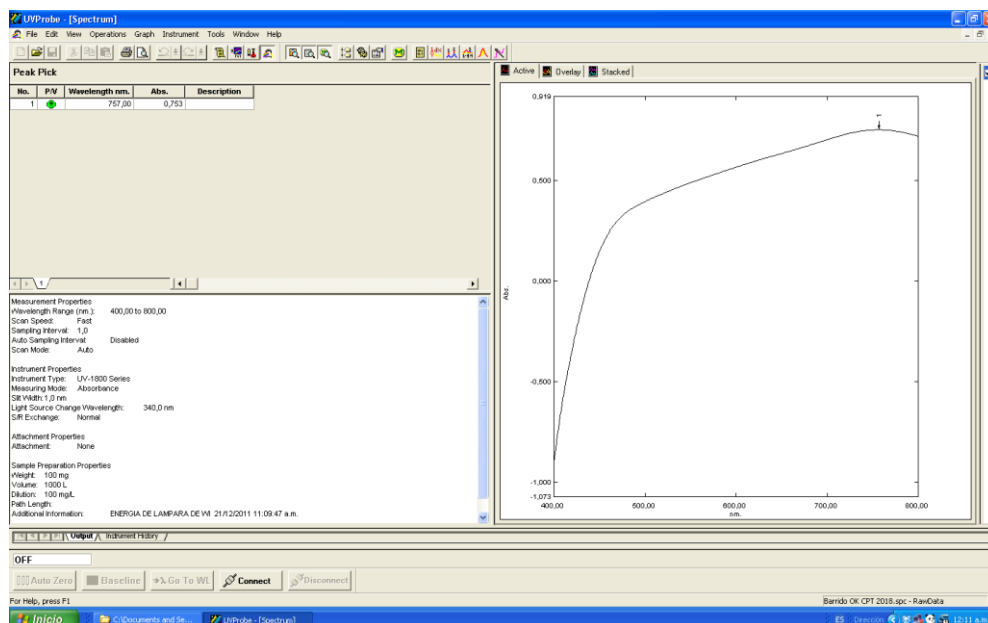 UVProbe - [Spectrum]
File Edit View Operations Graph Instrument Tools Window Help
Peak Pick
No. P/V Wavelength nm. Abs. Description
1 757,00 0,753
1
Measurement Properties
Wavelength Range (nm.): 400,00 to 800,00
Scan Speed: Fast
Sampling Interval: 1,0
Auto Sampling Interval: Disabled
Scan Mode: Auto
Instrument Properties
Instrument Type: UV-1800 Series
Measuring Mode: Absorbance
Slit Width: 1,0 nm
Light Source Change Wavelength: 340,0 nm
S/R Exchange: Normal
Attachment Properties
Attachment: None
Sample Preparation Properties
Weight: 100 mg
Volume: 1000 L
Dilution: 100 mg/L
Path Length:
Additional Information: ENERGIA DE LAMPARA DE WI 21/12/2011 11:09:47 a.m.
Active Overlay Stacked
0,919
1
0,500
0,000
Abs.
-0,500
-1,000
-1,073
400,00 500,00 600,00 700,00 800,00
nm.
Output Instrument History
OFF
Auto Zero Baseline Go To WL Connect Disconnect
For Help, press F1 Barrido OK CPT 2018.spc - RawData
Inicio C:\Documents and Se... UVProbe - [Spectrum] ES Dirección 12:11 a.m.